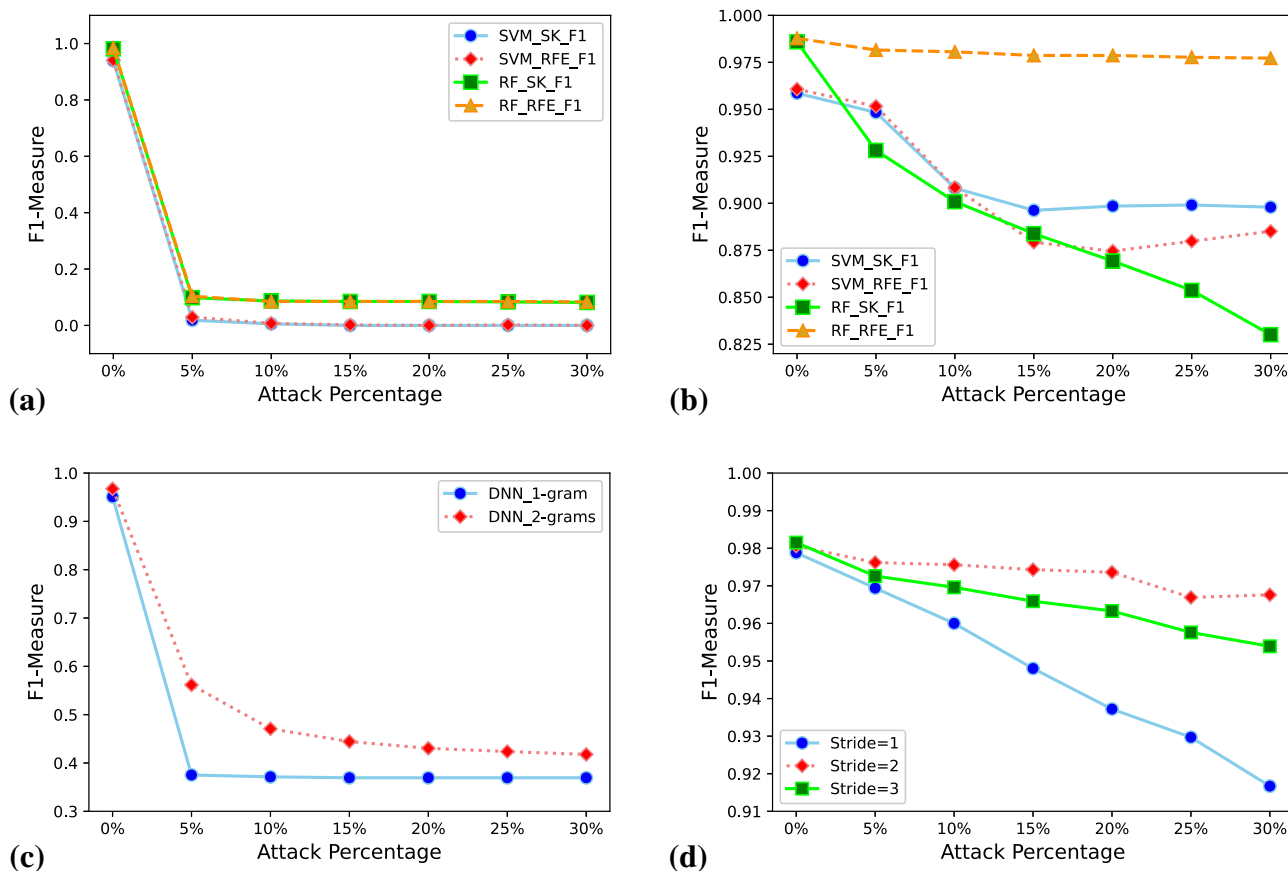 1.0
0.8
0.6
0.4
0.2
0.0
F1-Measure
SVM_SK_F1
SVM_RFE_F1
RF_SK_F1
RF_RFE_F1
0% 5% 10% 15% 20% 25% 30%
Attack Percentage
(a)
1.000
0.975
0.950
0.925
0.900
0.875
0.850
0.825
F1-Measure
SVM_SK_F1
SVM_RFE_F1
RF_SK_F1
RF_RFE_F1
0% 5% 10% 15% 20% 25% 30%
Attack Percentage
(b)
1.0
0.9
0.8
0.7
0.6
0.5
0.4
0.3
F1-Measure
DNN_1-gram
DNN_2-grams
0% 5% 10% 15% 20% 25% 30%
Attack Percentage
(c)
1.00
0.99
0.98
0.97
0.96
0.95
0.94
0.93
0.92
0.91
F1-Measure
Stride=1
Stride=2
Stride=3
0% 5% 10% 15% 20% 25% 30%
Attack Percentage
(d)